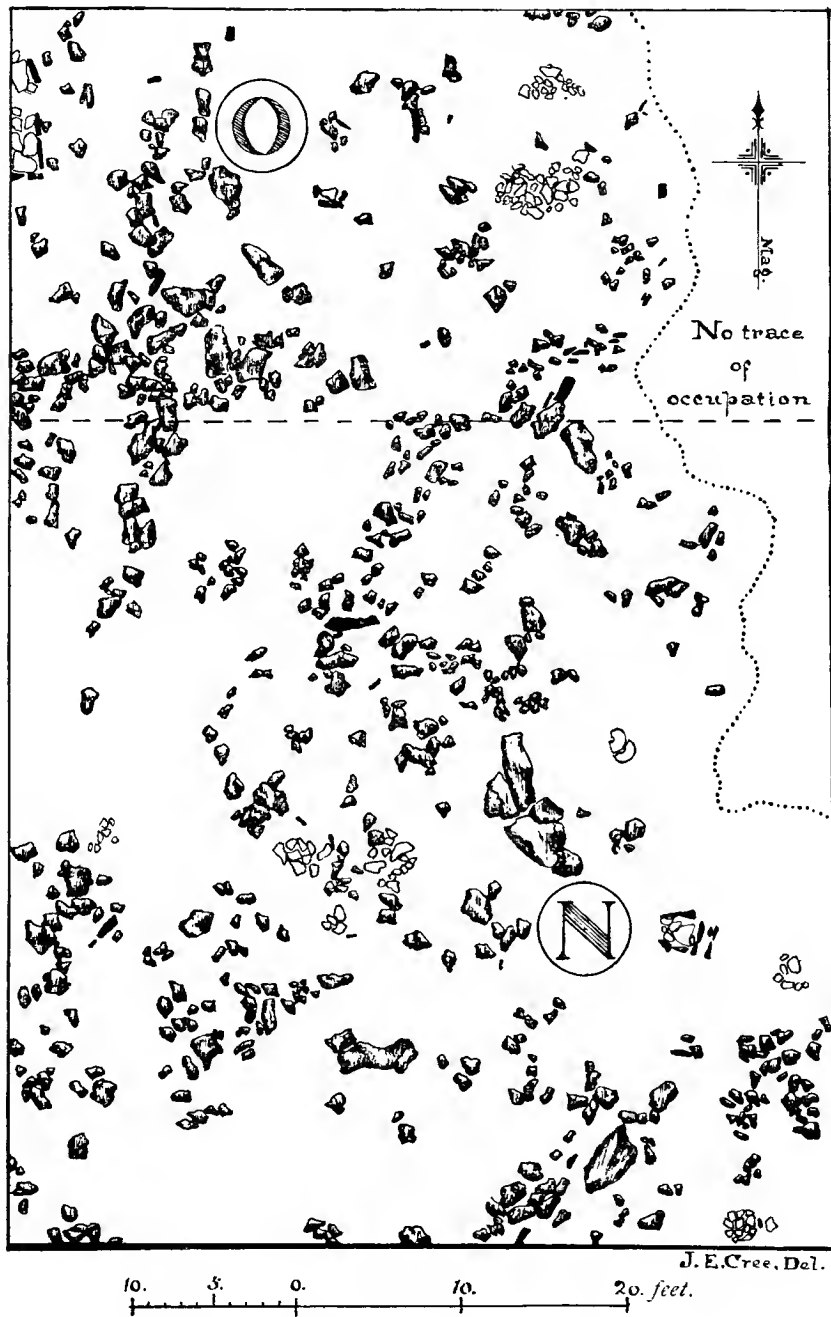 O
Mag.
No trace
of
occupation
N
J. E. Cree, Del.
10. 5. 0. 10. 20. feet.